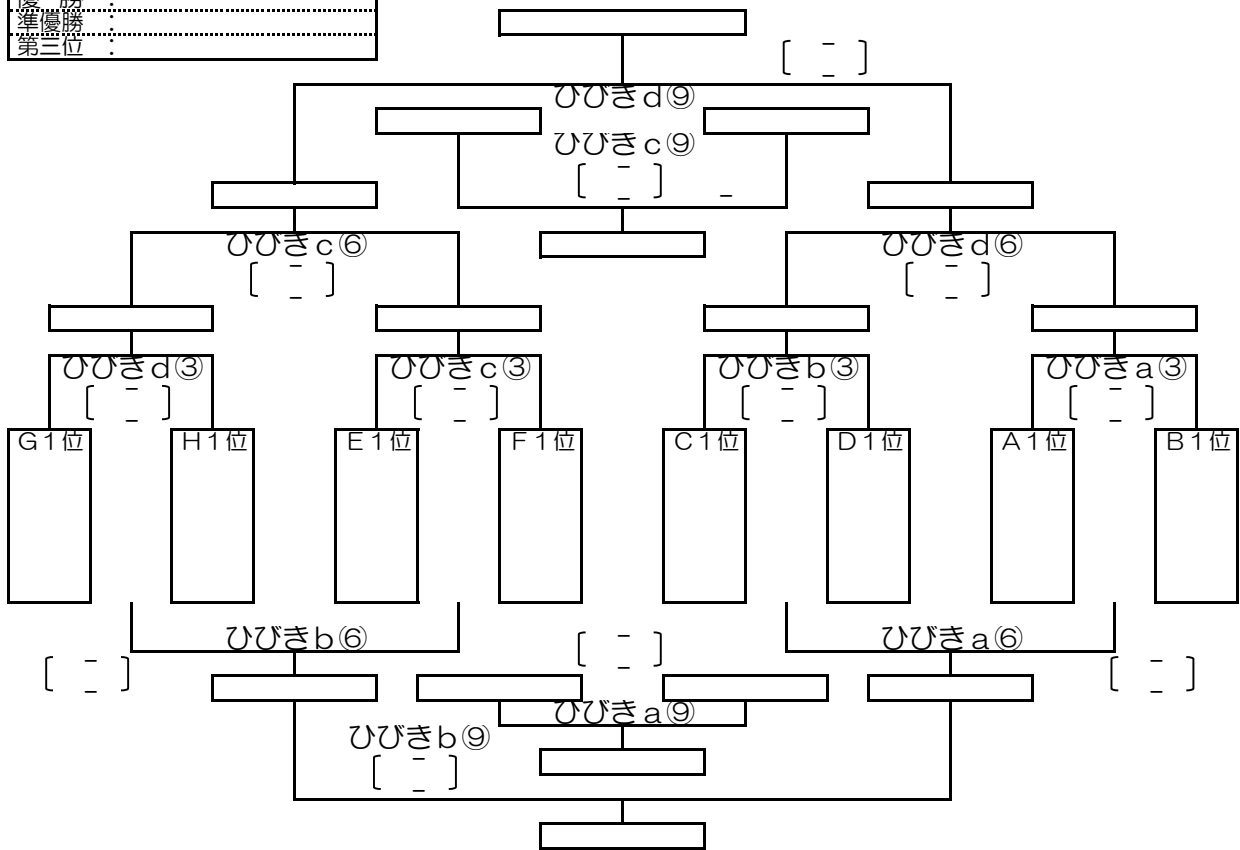 優　勝　：
準優勝　：
第三位　：
［　－　－　］
ひびきｄ⑨
ひびきｃ⑨
［　－　－　］　－
ひびきｃ⑥　ひびきｄ⑥
［　－　－　］　［　－　－　］
ひびきｄ③　ひびきｃ③　ひびきｂ③　ひびきａ③
［　－　－　］　［　－　－　］　［　－　－　］　［　－　－　］
Ｇ１位　Ｈ１位　Ｅ１位　Ｆ１位　Ｃ１位　Ｄ１位　Ａ１位　Ｂ１位
ひびきｂ⑥　［　－　－　］　ひびきａ⑥
［　－　－　］　［　－　－　］
ひびきａ⑨
ひびきｂ⑨
［　－　－　］